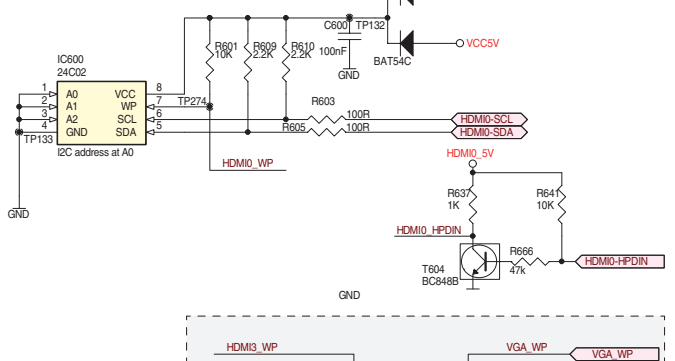 C600
TP132
R601
10K
R609
2.2K
R610
2.2K
100nF
GND
BAT54C
VCC5V
IC600
24C02
1
2
3
4
A0
A1
A2
GND
VCC
WP
SCL
SDA
8
7
6
5
TP274
TP133
I2C address at A0
R603
100R
R605
100R
HDMI0-SCL
HDMI0-SDA
HDMI0_WP
GND
HDMI0_5V
R637
1K
R641
10K
HDMI0_HPDIN
R666
47k
HDMI0-HPDIN
T604
BC848B
GND
HDMI3_WP
VGA_WP
VGA_WP